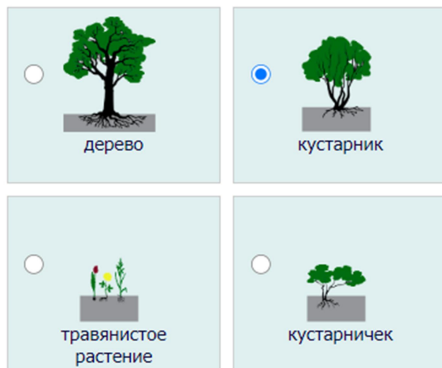 дерево
кустарник
травянистое
растение
кустарничек